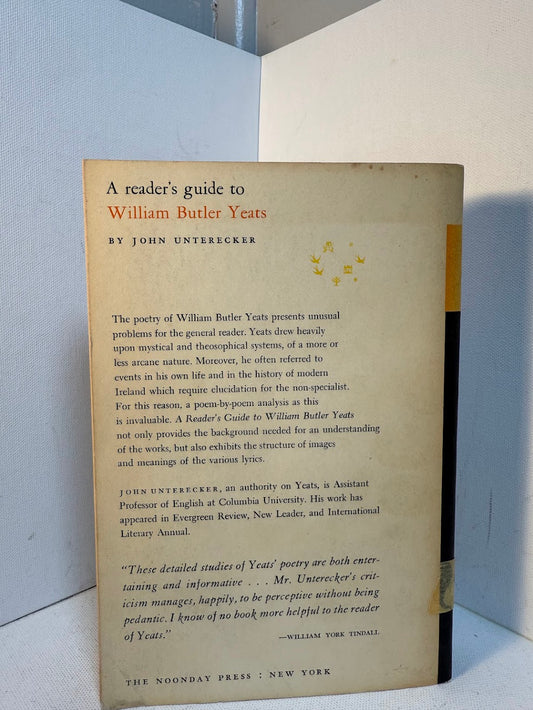 A reader's guide to
William Butler Yeats
BY JOHN UNTERECKER
The poetry of William Butler Yeats presents unusual
problems for the general reader. Yeats drew heavily
upon mystical and theosophical systems, of a more or
less arcane nature. Moreover, he often referred to
events in his own life and in the history of modern
Ireland which require elucidation for the non-specialist.
For this reason, a poem-by-poem analysis as this
is invaluable. A Reader's Guide to William Butler Yeats
not only provides the background needed for an understanding
of the works, but also exhibits the structure of images
and meanings of the various lyrics.
JOHN UNTERECKER, an authority on Yeats, is Assistant
Professor of English at Columbia University. His work has
appeared in Evergreen Review, New Leader, and International
Literary Annual.
"These detailed studies of Yeats' poetry are both enter-
taining and informative . . . Mr. Unterecker's crit-
icism manages, happily, to be perceptive without being
pedantic. I know of no book more helpful to the reader
of Yeats."
—WILLIAM YORK TINDALL
THE NOONDAY PRESS : NEW YORK